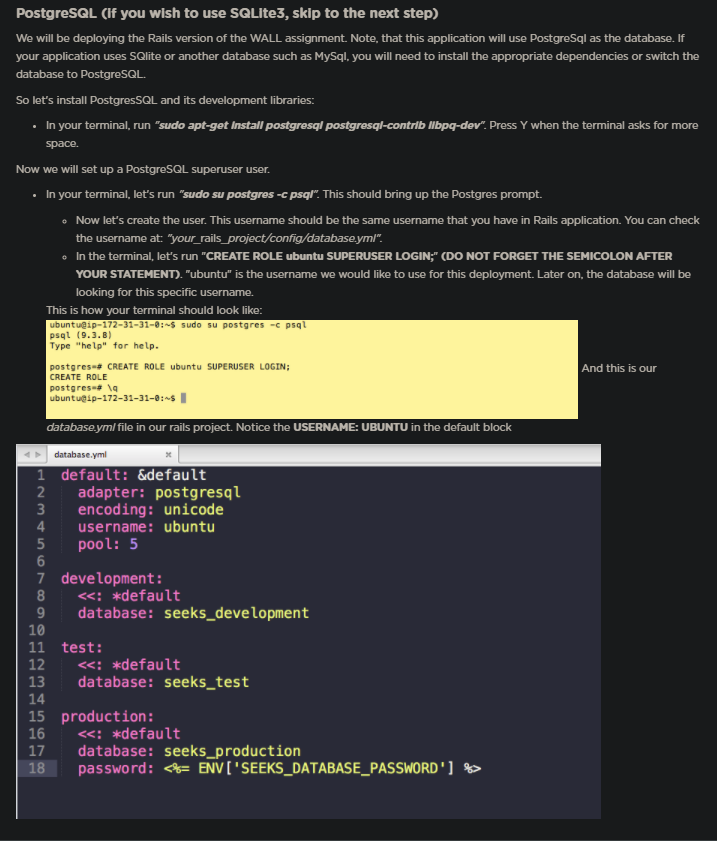 PostgreSQL (if you wish to use SQLite3, skip to the next step)
We will be deploying the Rails version of the WALL assignment. Note, that this application will use PostgreSql as the database. If
your application uses SQlite or another database such as MySql, you will need to install the appropriate dependencies or switch the
database to PostgreSQL.
So let's install PostgresSQL and its development libraries:
• In your terminal, run "sudo apt-get install postgresql postgresql-contrib libpq-dev". Press Y when the terminal asks for more
space.
Now we will set up a PostgreSQL superuser user.
• In your terminal, let's run "sudo su postgres -c psql". This should bring up the Postgres prompt.
◦ Now let's create the user. This username should be the same username that you have in Rails application. You can check
the username at: "your_rails_project/config/database.yml".
◦ In the terminal, let's run "CREATE ROLE ubuntu SUPERUSER LOGIN;" (DO NOT FORGET THE SEMICOLON AFTER
YOUR STATEMENT). "ubuntu" is the username we would like to use for this deployment. Later on, the database will be
looking for this specific username.
This is how your terminal should look like:
ubuntu@ip-172-31-31-0:~$ sudo su postgres -c psql
psql (9.3.8)
Type "help" for help.
postgres=# CREATE ROLE ubuntu SUPERUSER LOGIN;
CREATE ROLE
postgres=# \q
ubuntu@ip-172-31-31-0:~$
And this is our
database.yml file in our rails project. Notice the USERNAME: UBUNTU in the default block
database.yml ×
1 default: &default
2   adapter: postgresql
3   encoding: unicode
4   username: ubuntu
5   pool: 5
6
7 development:
8   <<: *default
9   database: seeks_development
10
11 test:
12   <<: *default
13   database: seeks_test
14
15 production:
16   <<: *default
17   database: seeks_production
18   password: <%= ENV['SEEKS_DATABASE_PASSWORD'] %>